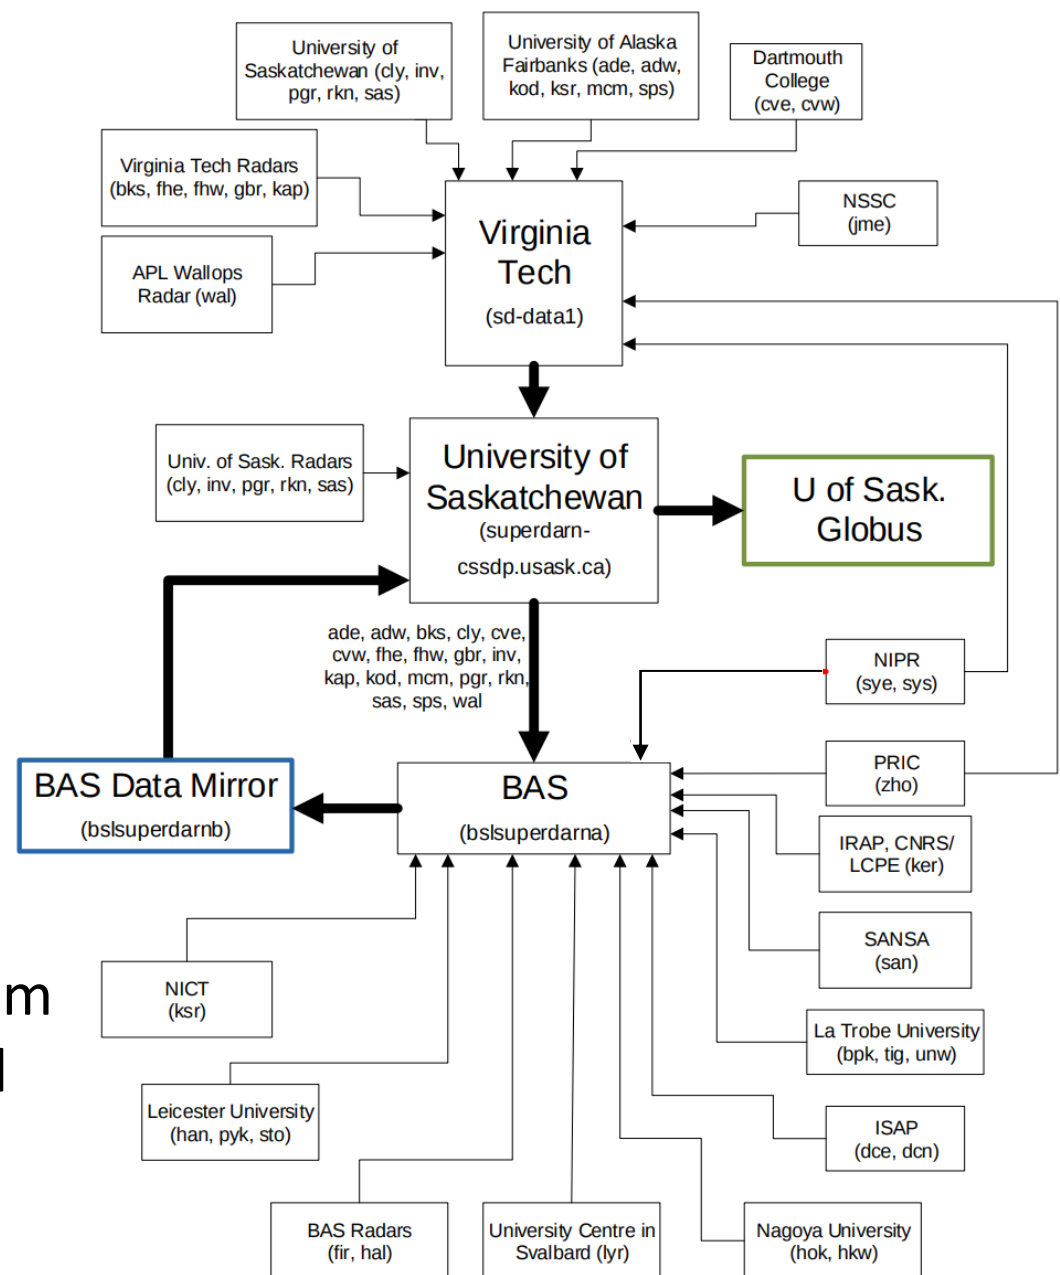 University of
Saskatchewan (cly, inv,
pgr, rkn, sas)
University of Alaska
Fairbanks (ade, adw,
kod, ksr, mcm, sps)
Dartmouth
College
(cve, cvw)
Virginia Tech Radars
(bks, fhe, fhw, gbr, kap)
NSSC
(jme)
Virginia
Tech
(sd-data1)
APL Wallops
Radar (wal)
Univ. of Sask. Radars
(cly, inv, pgr, rkn, sas)
University of
Saskatchewan
(superdarn-
cssdp.usask.ca)
U of Sask.
Globus
ade, adw, bks, cly, cve,
cvw, fhe, fhw, gbr, inv,
kap, kod, mcm, pgr, rkn,
sas, sps, wal
NIPR
(sye, sys)
BAS Data Mirror
(bslsuperdarnb)
BAS
(bslsuperdarna)
PRIC
(zho)
IRAP, CNRS/
LCPE (ker)
SANSA
(san)
NICT
(ksr)
m
La Trobe University
(bpk, tig, unw)
Leicester University
(han, pyk, sto)
ISAP
(dce, dcn)
BAS Radars
(fir, hal)
University Centre in
Svalbard (lyr)
Nagoya University
(hok, hkw)